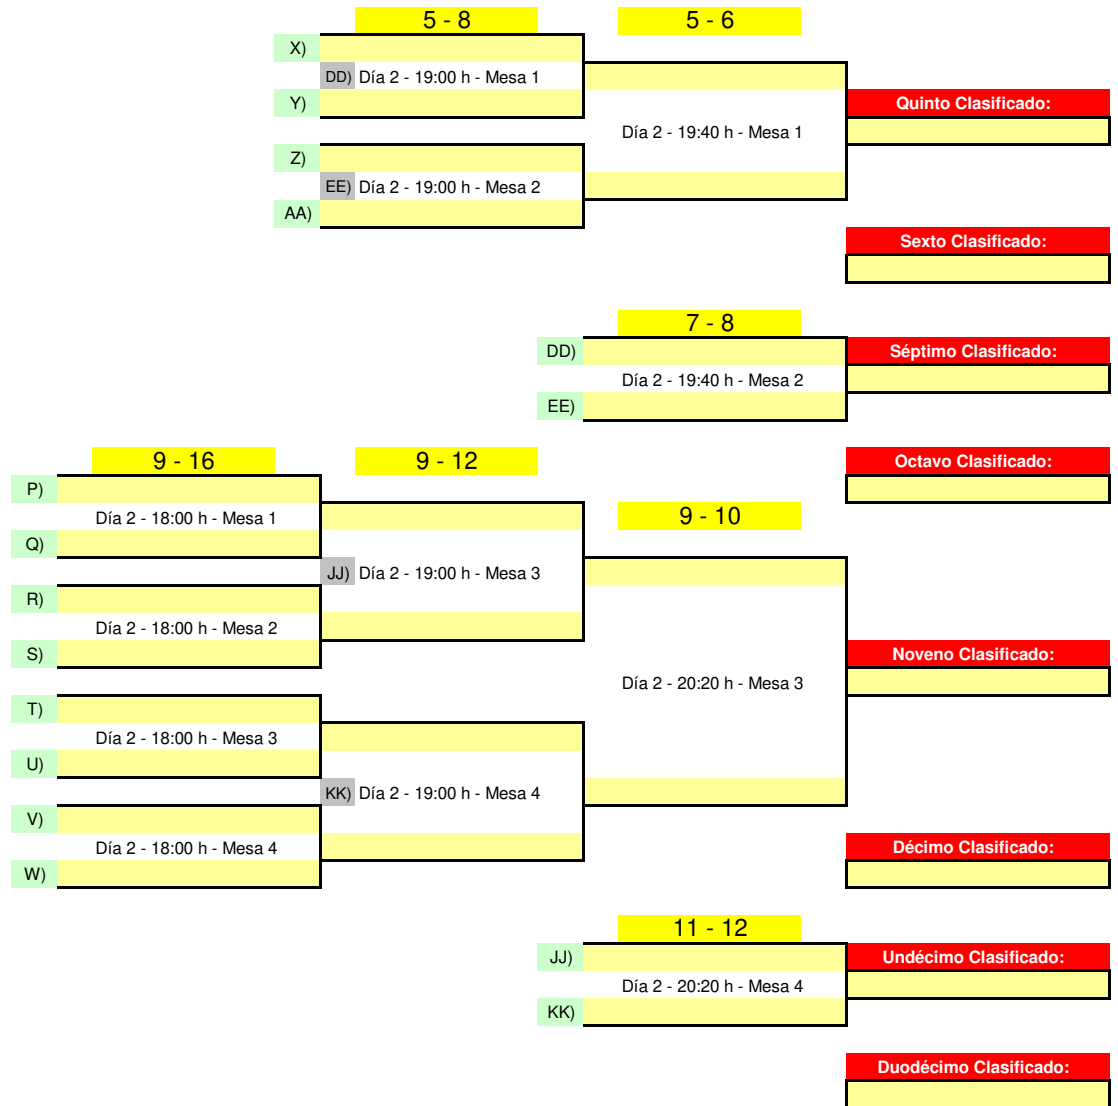 5 - 8 5 - 6
X)
DD) Día 2 - 19:00 h - Mesa 1
Y) Quinto Clasificado:
Día 2 - 19:40 h - Mesa 1
Z)
EE) Día 2 - 19:00 h - Mesa 2
AA)
Sexto Clasificado:
7 - 8
DD) Séptimo Clasificado:
Día 2 - 19:40 h - Mesa 2
EE)
9 - 16 9 - 12 Octavo Clasificado:
P)
Día 2 - 18:00 h - Mesa 1 9 - 10
Q)
JJ) Día 2 - 19:00 h - Mesa 3
R)
Día 2 - 18:00 h - Mesa 2
S) Noveno Clasificado:
Día 2 - 20:20 h - Mesa 3
T)
Día 2 - 18:00 h - Mesa 3
U)
KK) Día 2 - 19:00 h - Mesa 4
V)
Día 2 - 18:00 h - Mesa 4 Décimo Clasificado:
W)
11 - 12
JJ) Undécimo Clasificado:
Día 2 - 20:20 h - Mesa 4
KK)
Duodécimo Clasificado: